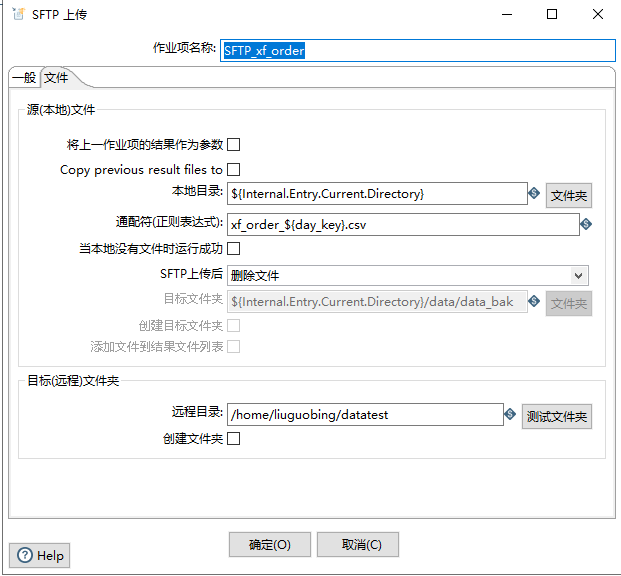 SFTP 上传
作业项名称: SFTP_xf_order
一般 文件
源(本地)文件
将上一作业项的结果作为参数
Copy previous result files to
本地目录: ${Internal.Entry.Current.Directory} 文件夹
通配符(正则表达式): xf_order_${day_key}.csv
当本地没有文件时运行成功
SFTP上传后 删除文件
目标文件夹 ${Internal.Entry.Current.Directory}/data/data_bak 文件夹
创建目标文件夹
添加文件到结果文件列表
目标(远程)文件夹
远程目录: /home/liuguobing/datatest 测试文件夹
创建文件夹
确定(O) 取消(C)
Help